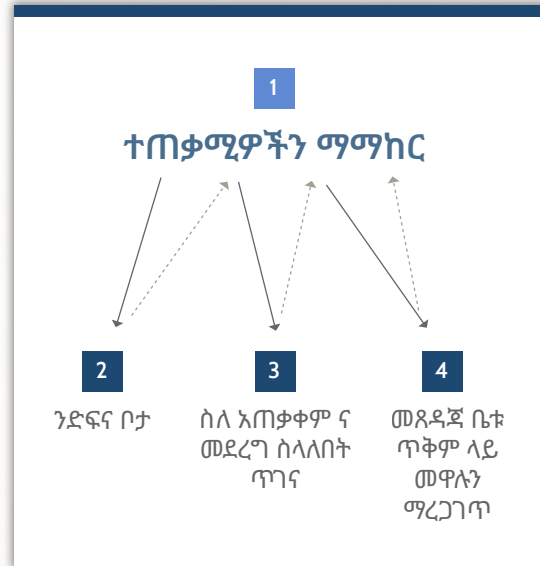 1
ተጠቃሚዎችን ማማከር
2
ንድፍና ቦታ
3
ስለ አጠቃቀም ና
መደረግ ስላለበት
ጥገና
4
መጸዳጃ ቤቱ
ጥቅም ላይ
መዋሉን
ማረጋገጥ